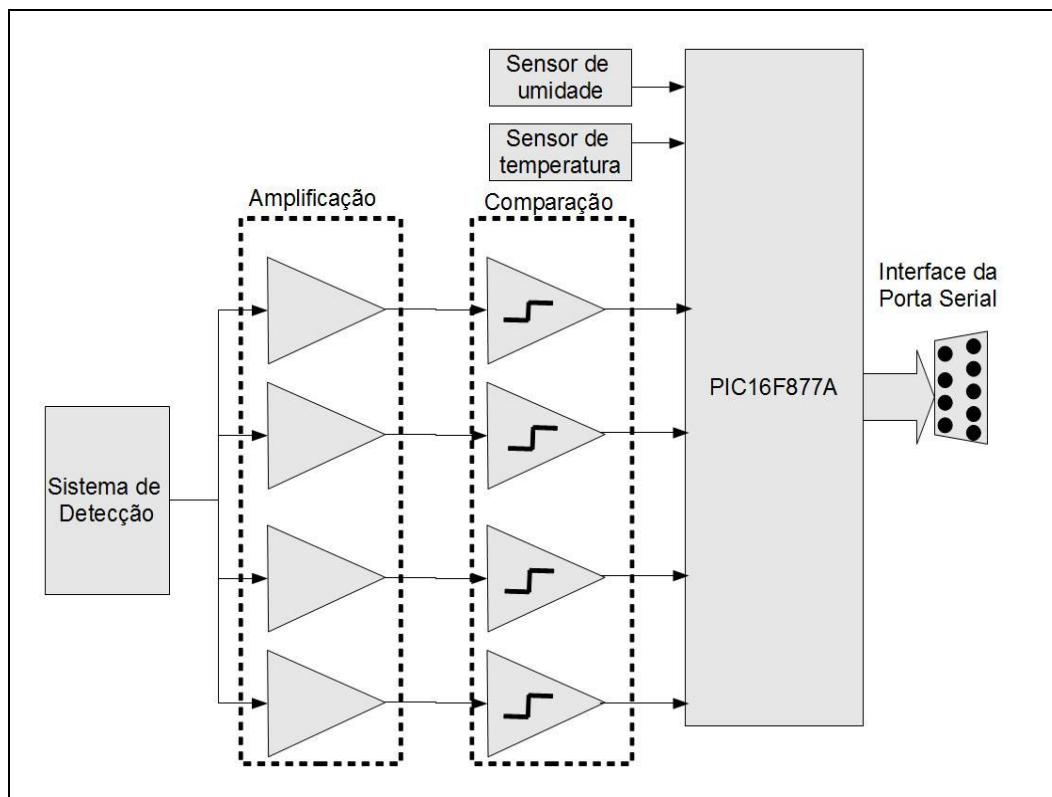 Sensor de
umidade
Sensor de
temperatura
Amplificação
Comparação
Interface da
Porta Serial
PIC16F877A
Sistema de
Detecção